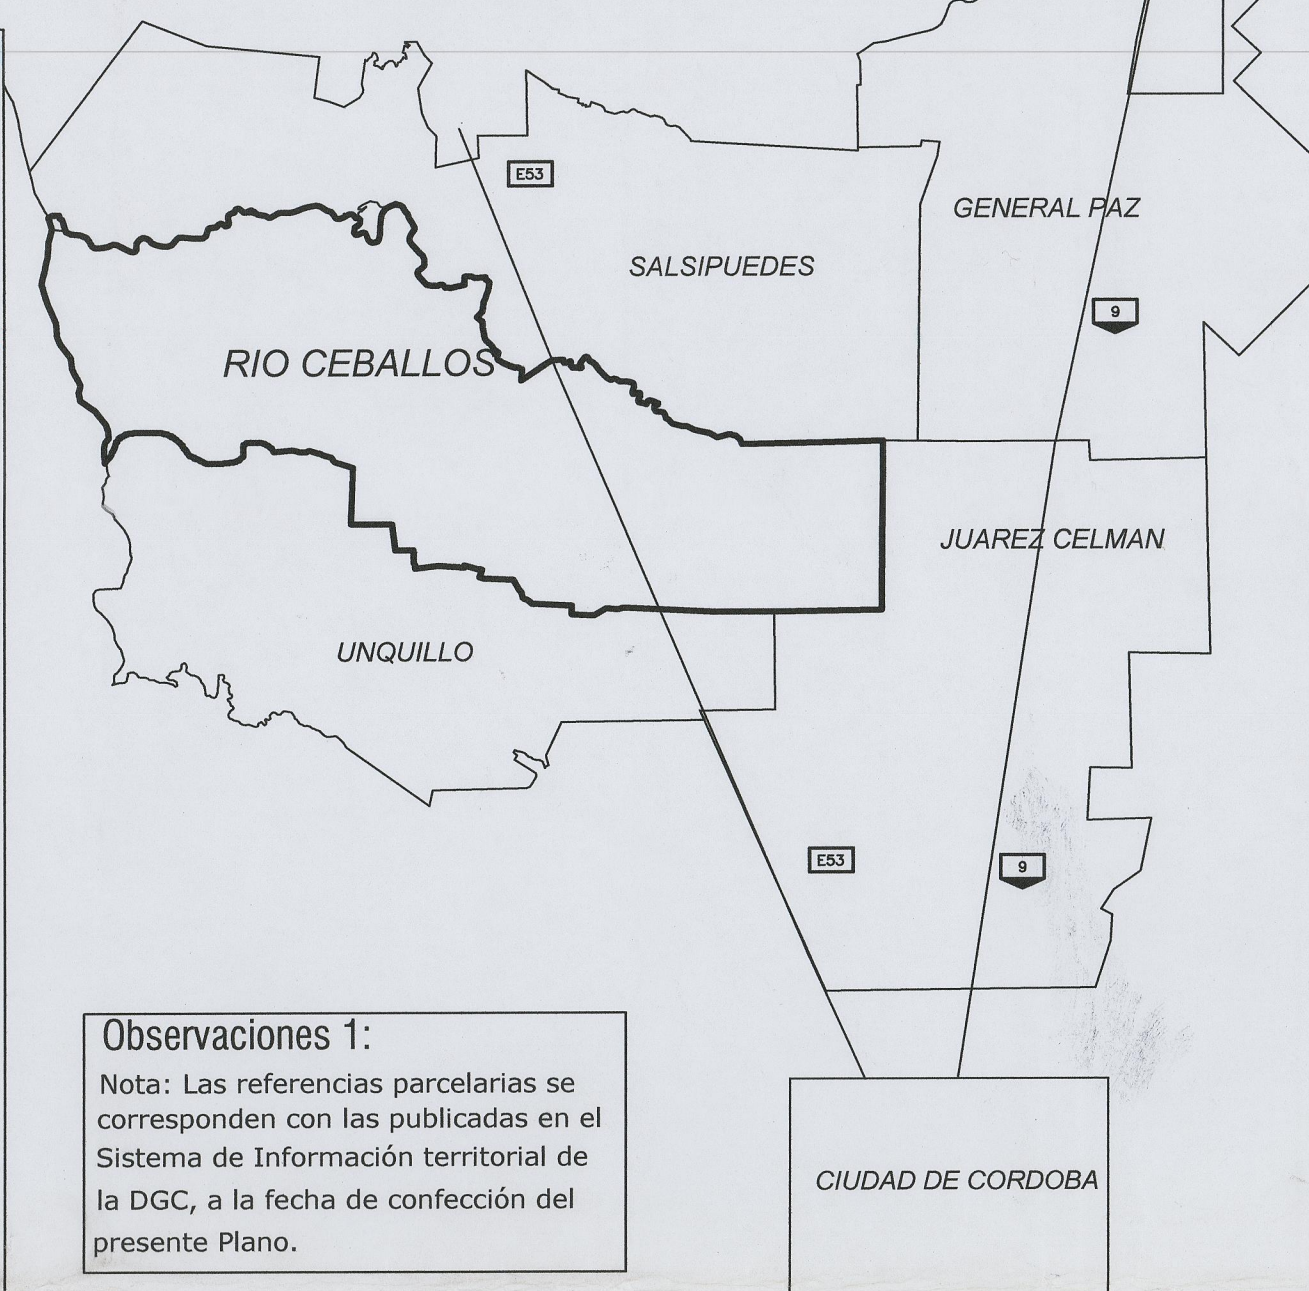 E53
GENERAL PAZ
SALSIPUEDES
9
RIO CEBALLOS
JUAREZ CELMAN
UNQUILLO
E53
9
Observaciones 1:
Nota: Las referencias parcelarias se
corresponden con las publicadas en el
Sistema de Información territorial de
la DGC, a la fecha de confección del
presente Plano.
CIUDAD DE CORDOBA